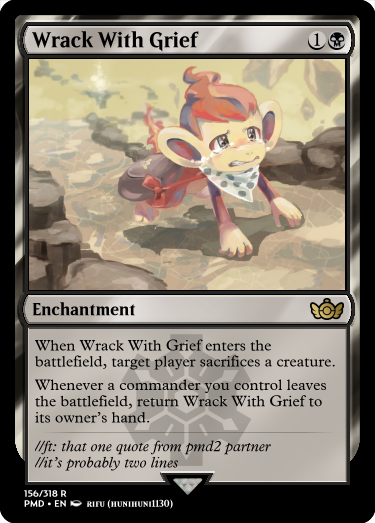 Wrack With Grief 1
Enchantment
When Wrack With Grief enters the
battlefield, target player sacrifices a creature.
Whenever a commander you control leaves
the battlefield, return Wrack With Grief to
its owner's hand.
//ft: that one quote from pmd2 partner
//it's probably two lines
156/318 R
PMD • EN RIFU (HUNIHUNI1130)